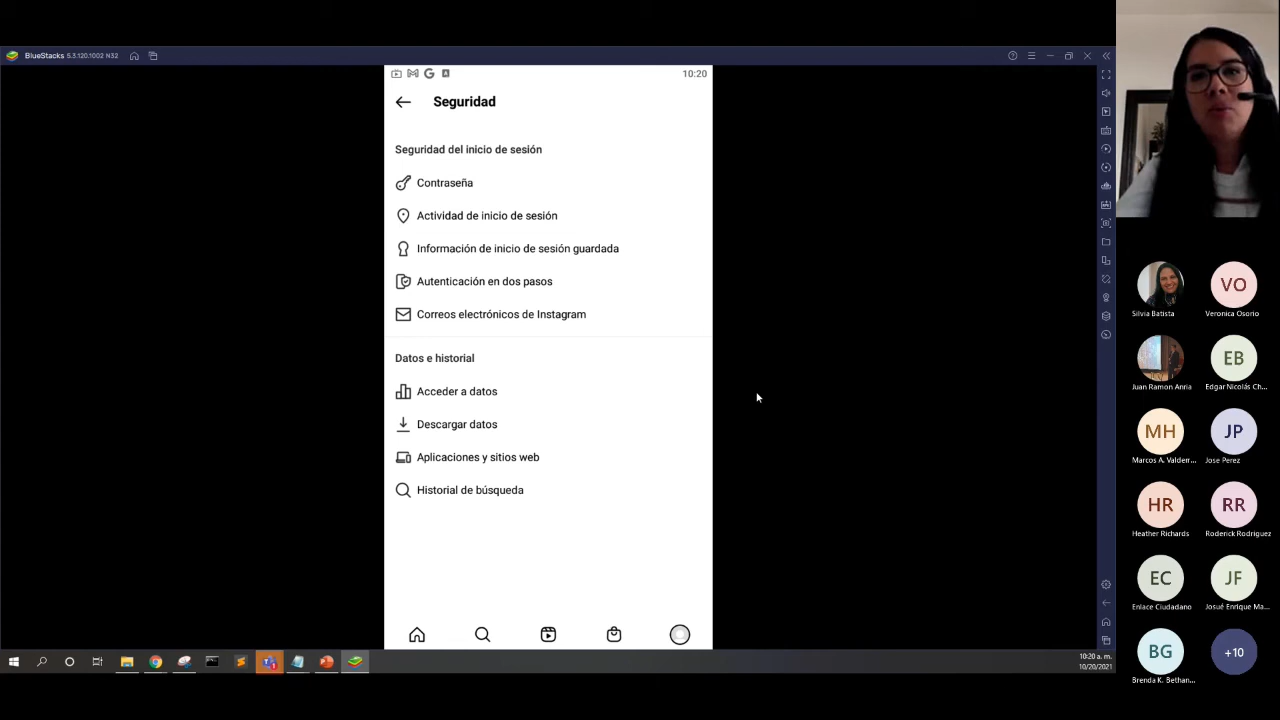 BlueStacks 5.3.120.1002 N32
10:20
Seguridad
Seguridad del inicio de sesión
Contraseña
Actividad de inicio de sesión
Información de inicio de sesión guardada
Autenticación en dos pasos
Correos electrónicos de Instagram
Datos e historial
Acceder a datos
Descargar datos
Aplicaciones y sitios web
Historial de búsqueda
10:20 a. m.
10/20/2021
VO
Silvia Batista
Veronica Osorio
EB
Juan Ramon Anria
Edgar Nicolás Ch...
MH
JP
Marcos A. Valderr...
Jose Perez
HR
RR
Heather Richards
Roderick Rodriguez
EC
JF
Enlace Ciudadano
Josué Enrique Ma...
BG
+10
Brenda K. Bethan...